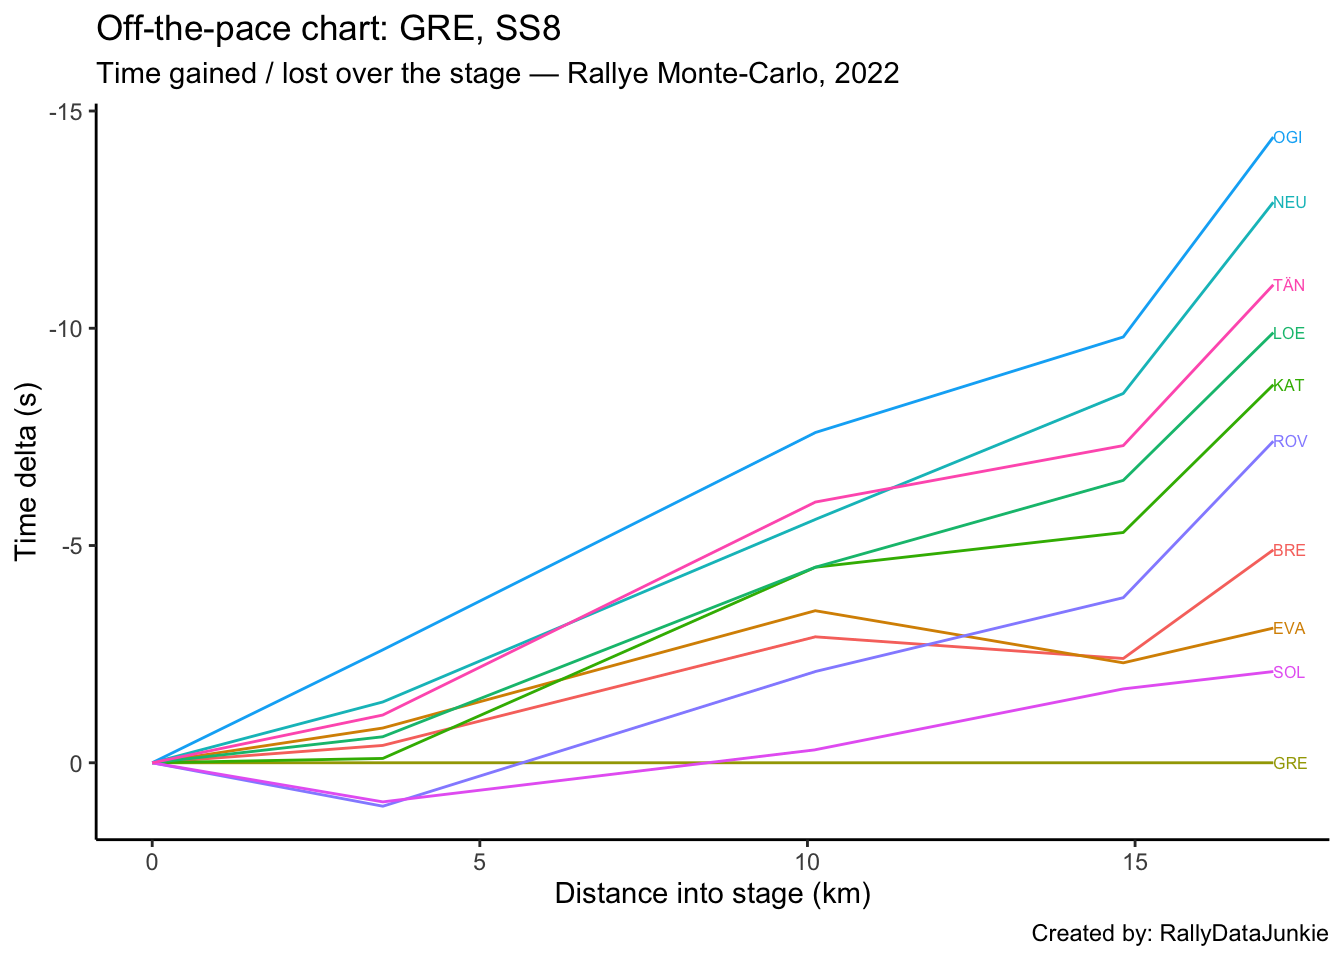 Off-the-pace chart: GRE, SS8
Time gained / lost over the stage — Rallye Monte-Carlo, 2022
-15
-10
-5
0
Time delta (s)
OGI
NEU
TÄN
LOE
KAT
ROV
BRE
EVA
SOL
GRE
0 5 10 15
Distance into stage (km)
Created by: RallyDataJunkie